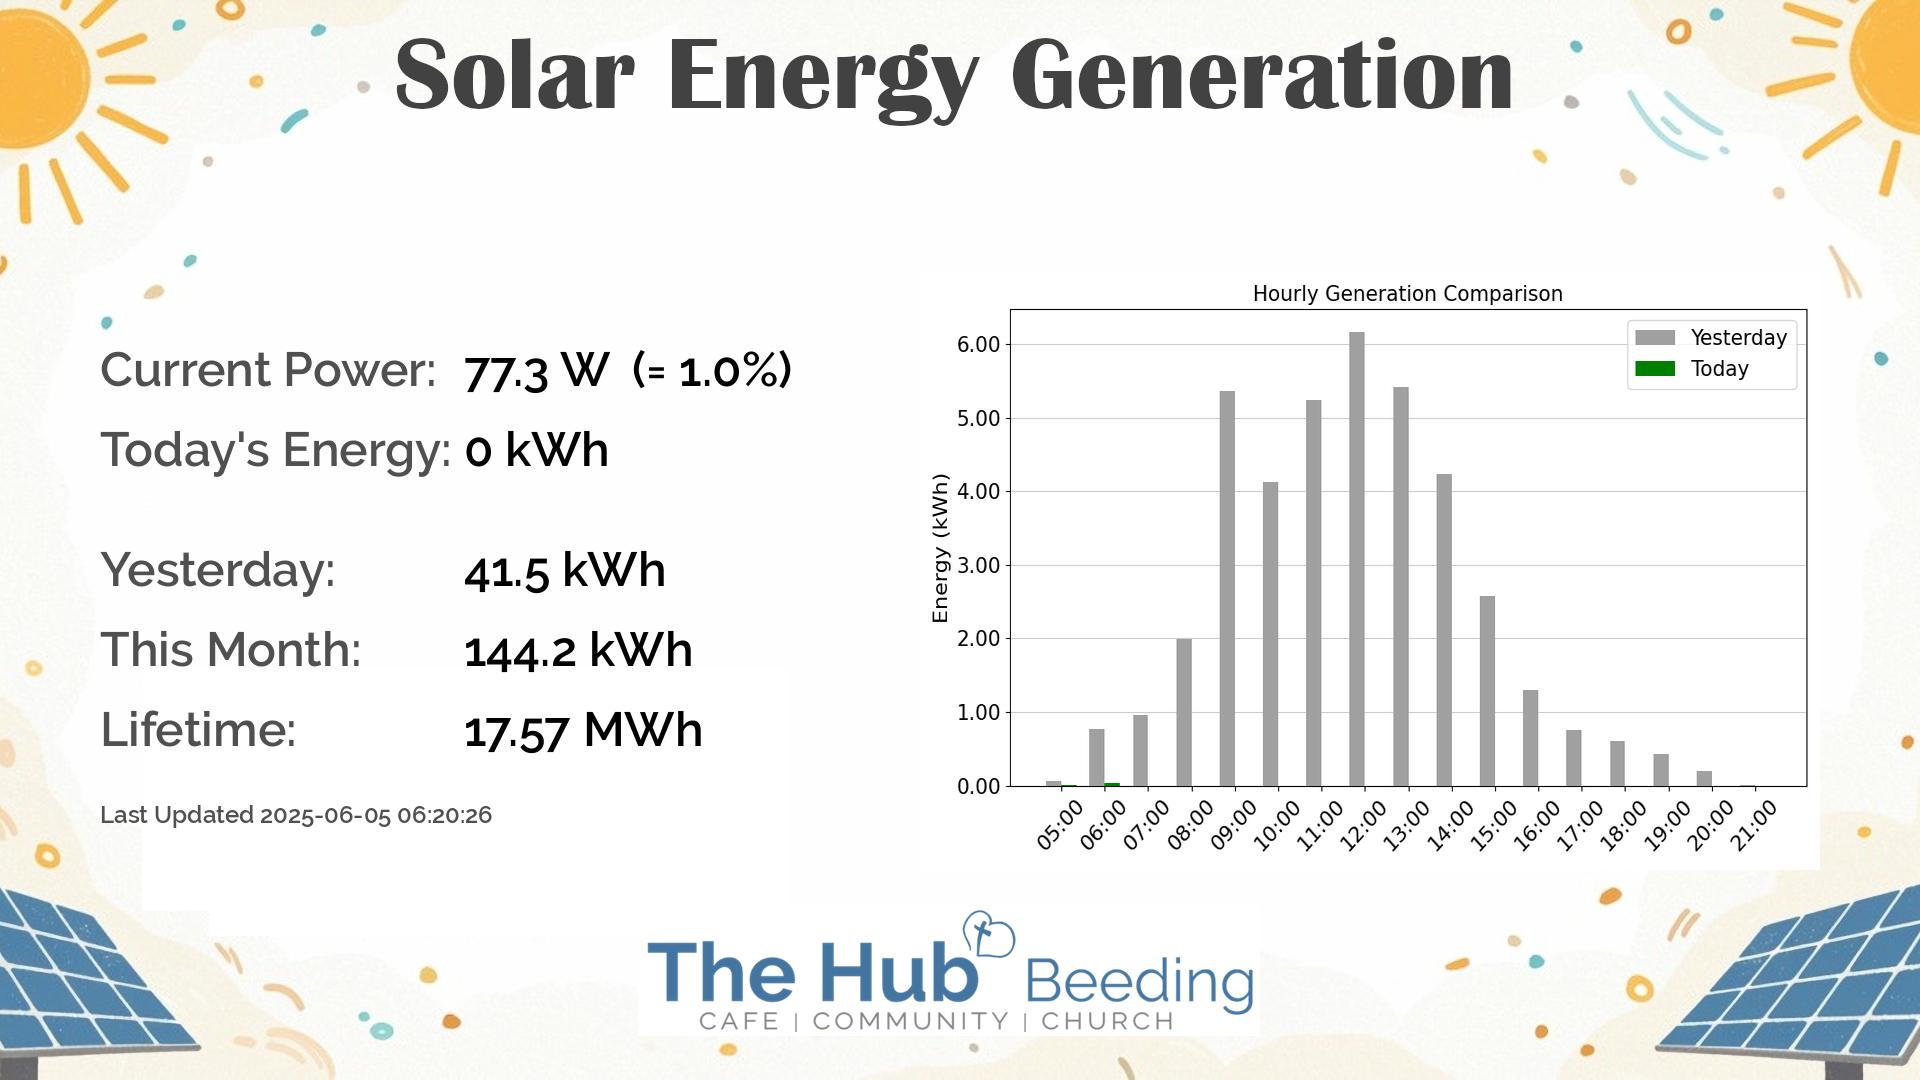 Solar Energy Generation
Current Power: 77.3 W (= 1.0%)
Today's Energy: 0 kWh
Yesterday: 41.5 kWh
This Month: 144.2 kWh
Lifetime: 17.57 MWh
Last Updated 2025-06-05 06:20:26
Hourly Generation Comparison
Yesterday
Today
Energy (kWh)
6.00
5.00
4.00
3.00
2.00
1.00
0.00
05:00 06:00 07:00 08:00 09:00 10:00 11:00 12:00 13:00 14:00 15:00 16:00 17:00 18:00 19:00 20:00 21:00
The Hub Beeding
CAFE | COMMUNITY | CHURCH